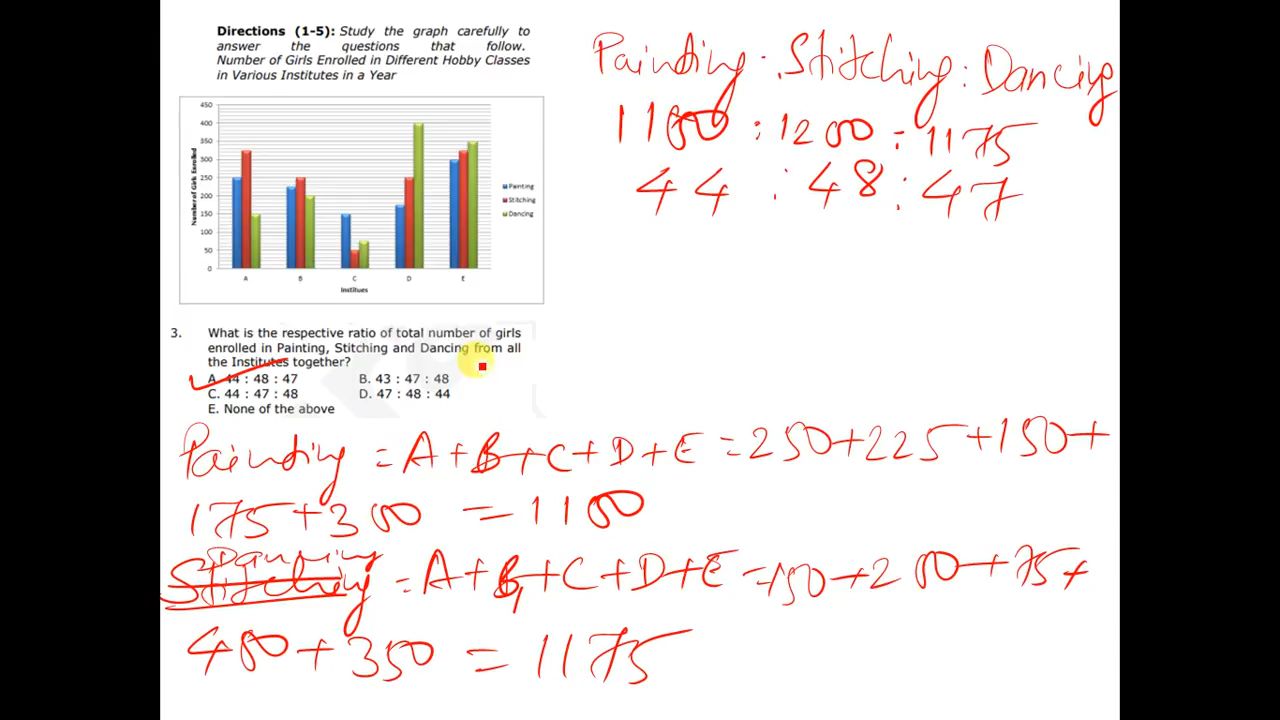 Directions (1-5): Study the graph carefully to
answer the questions that follow.
Number of Girls Enrolled in Different Hobby Classes
in Various Institutes in a Year
450
400
350
300
250
200
150
100
50
0
Number of Girls Enrolled
A B C D E
Institues
Painting
Stitching
Dancing
3. What is the respective ratio of total number of girls
enrolled in Painting, Stitching and Dancing from all
the Institutes together?
A. 44 : 48 : 47 B. 43 : 47 : 48
C. 44 : 47 : 48 D. 47 : 48 : 44
E. None of the above
Painting : Stitching : Dancing
1100 : 1200 : 1175
44 : 48 : 47
Painting = A+B+C+D+E = 250+225+150+
175+300 = 1100
Dancing
Stitching = A+B+C+D+E = 150+200+75+
400+350 = 1175